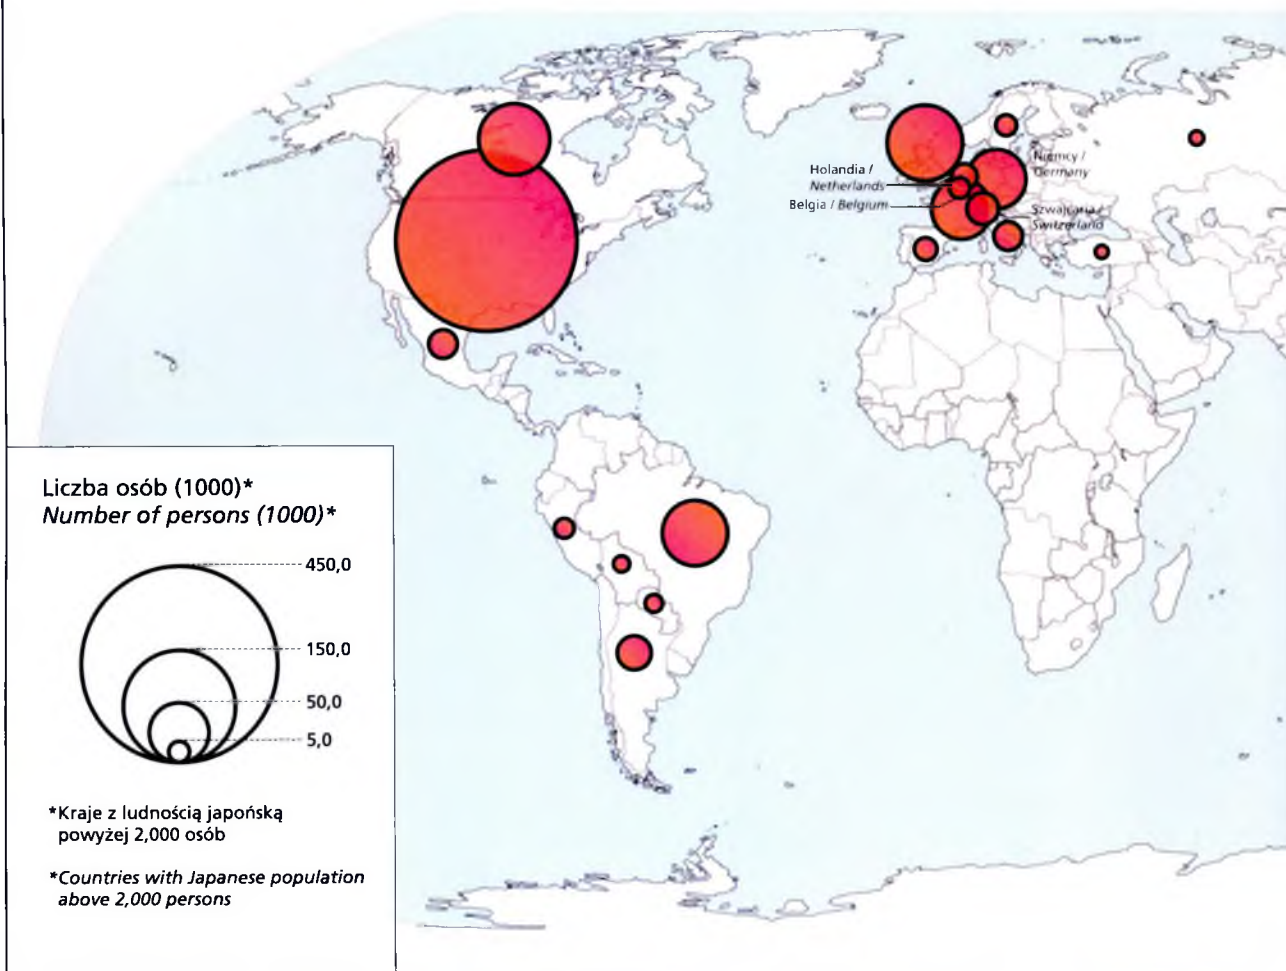 Holandia /
Netherlands
Belgia / Belgium
Niemcy /
Germany
Szwajcaria /
Switzerland
Liczba osób (1000)*
Number of persons (1000)*
450,0
150,0
50,0
5,0
*Kraje z ludnością japońską
powyżej 2,000 osób
*Countries with Japanese population
above 2,000 persons